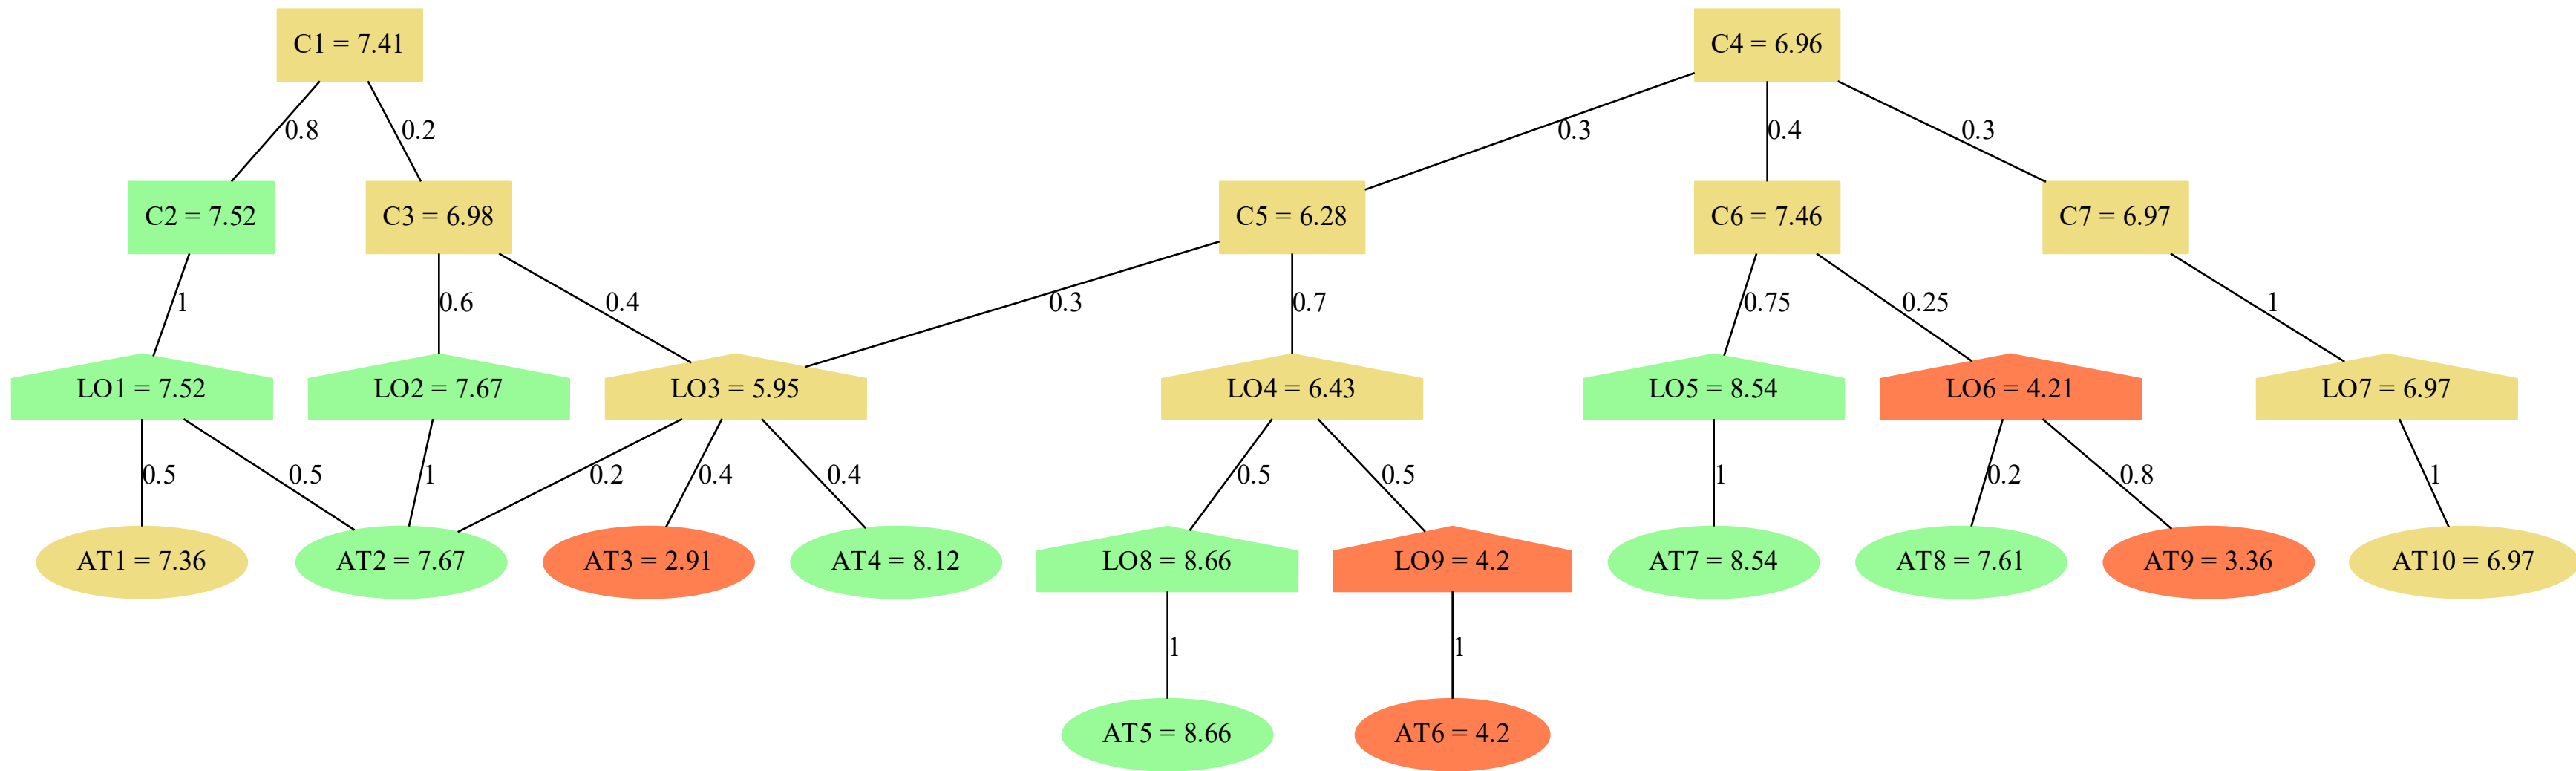 C1 = 7.41
C4 = 6.96
0.8
0.2
0.3
0.4
0.3
C2 = 7.52
C3 = 6.98
C5 = 6.28
C6 = 7.46
C7 = 6.97
1
0.6
0.4
0.3
0.7
0.75
0.25
1
LO1 = 7.52
LO2 = 7.67
LO3 = 5.95
LO4 = 6.43
LO5 = 8.54
LO6 = 4.21
LO7 = 6.97
0.5
0.5
1
0.2
0.4
0.4
0.5
0.5
1
0.2
0.8
1
AT1 = 7.36
AT2 = 7.67
AT3 = 2.91
AT4 = 8.12
LO8 = 8.66
LO9 = 4.2
AT7 = 8.54
AT8 = 7.61
AT9 = 3.36
AT10 = 6.97
1
1
AT5 = 8.66
AT6 = 4.2